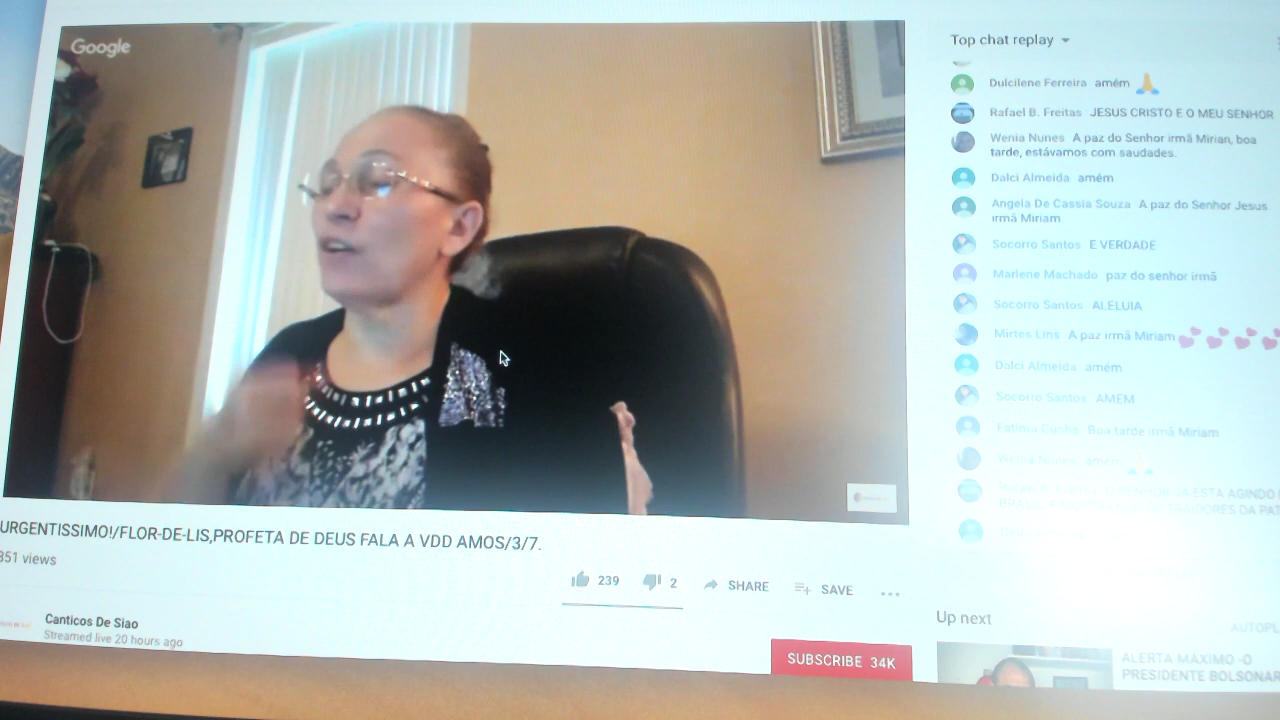 Google
Top chat replay
Dulcilene Ferreira amém
Rafael B. Freitas JESUS CRISTO E O MEU SENHOR
Wenia Nunes A paz do Senhor irmã Mirian, boa
tarde, estávamos com saudades.
Dalci Almeida amém
Angela De Cassia Souza A paz do Senhor Jesus
irmã Miriam
Socorro Santos E VERDADE
Marlene Machado paz do senhor irmã
Socorro Santos ALELUIA
Mirtes Lins A paz irmã Miriam
Dalci Almeida amém
Socorro Santos AMEM
Fatima Cunha Boa tarde irmã Miriam
Wenia Nunes amém
ESTA AGINDO
URGENTISSIMO!/FLOR-DE-LIS,PROFETA DE DEUS FALA A VDD AMOS/3/7.
351 views
239
2
SHARE
SAVE
Canticos De Siao
Streamed live 20 hours ago
SUBSCRIBE 34K
Up next
AUTOPL
ALERTA MAXIMO -O
PRESIDENTE BOLSONAR